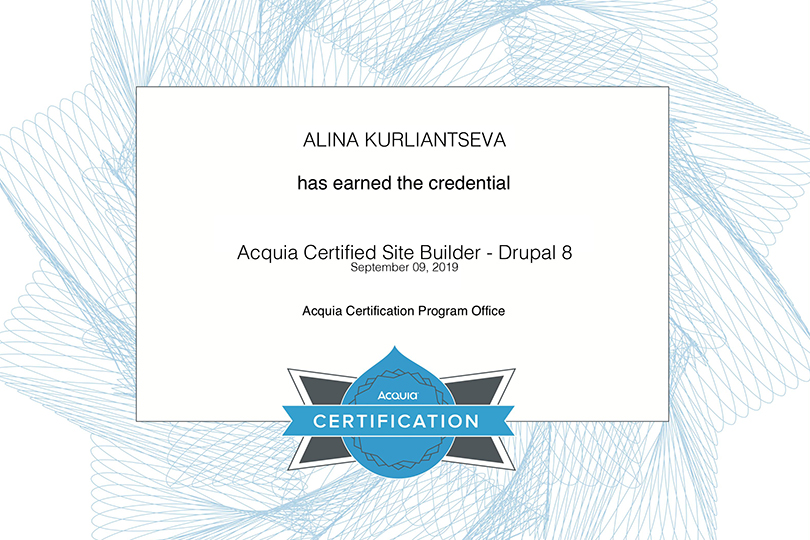 ALINA KURLIANTSEVA
has earned the credential
Acquia Certified Site Builder - Drupal 8
September 09, 2019
Acquia Certification Program Office
ACQUIA
CERTIFICATION